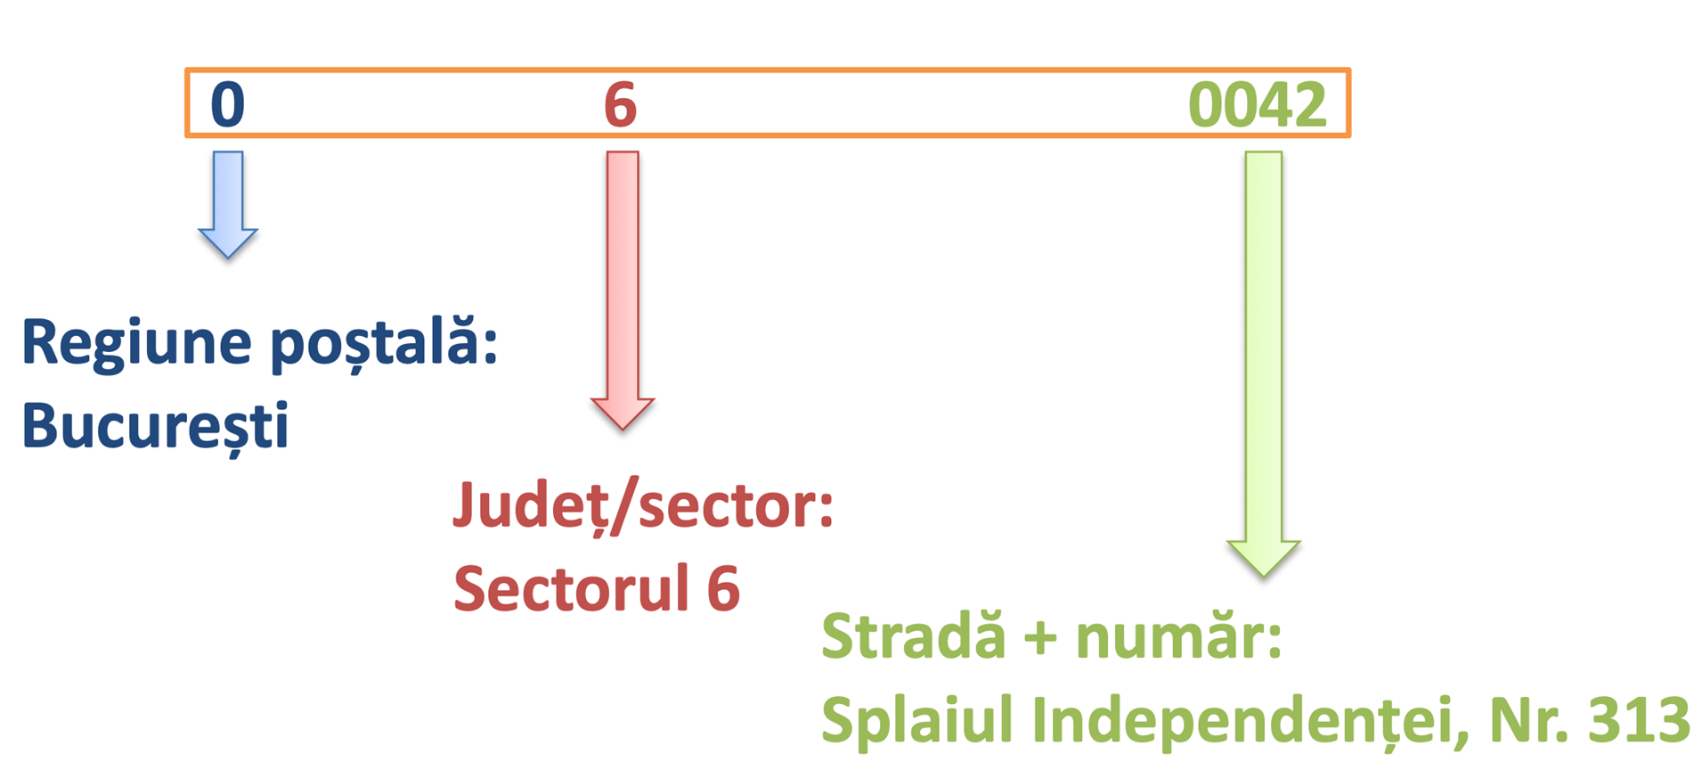 0 6 0042
Regiune poștală:
București
Județ/sector:
Sectorul 6
Stradă + număr:
Splaiul Independenței, Nr. 313